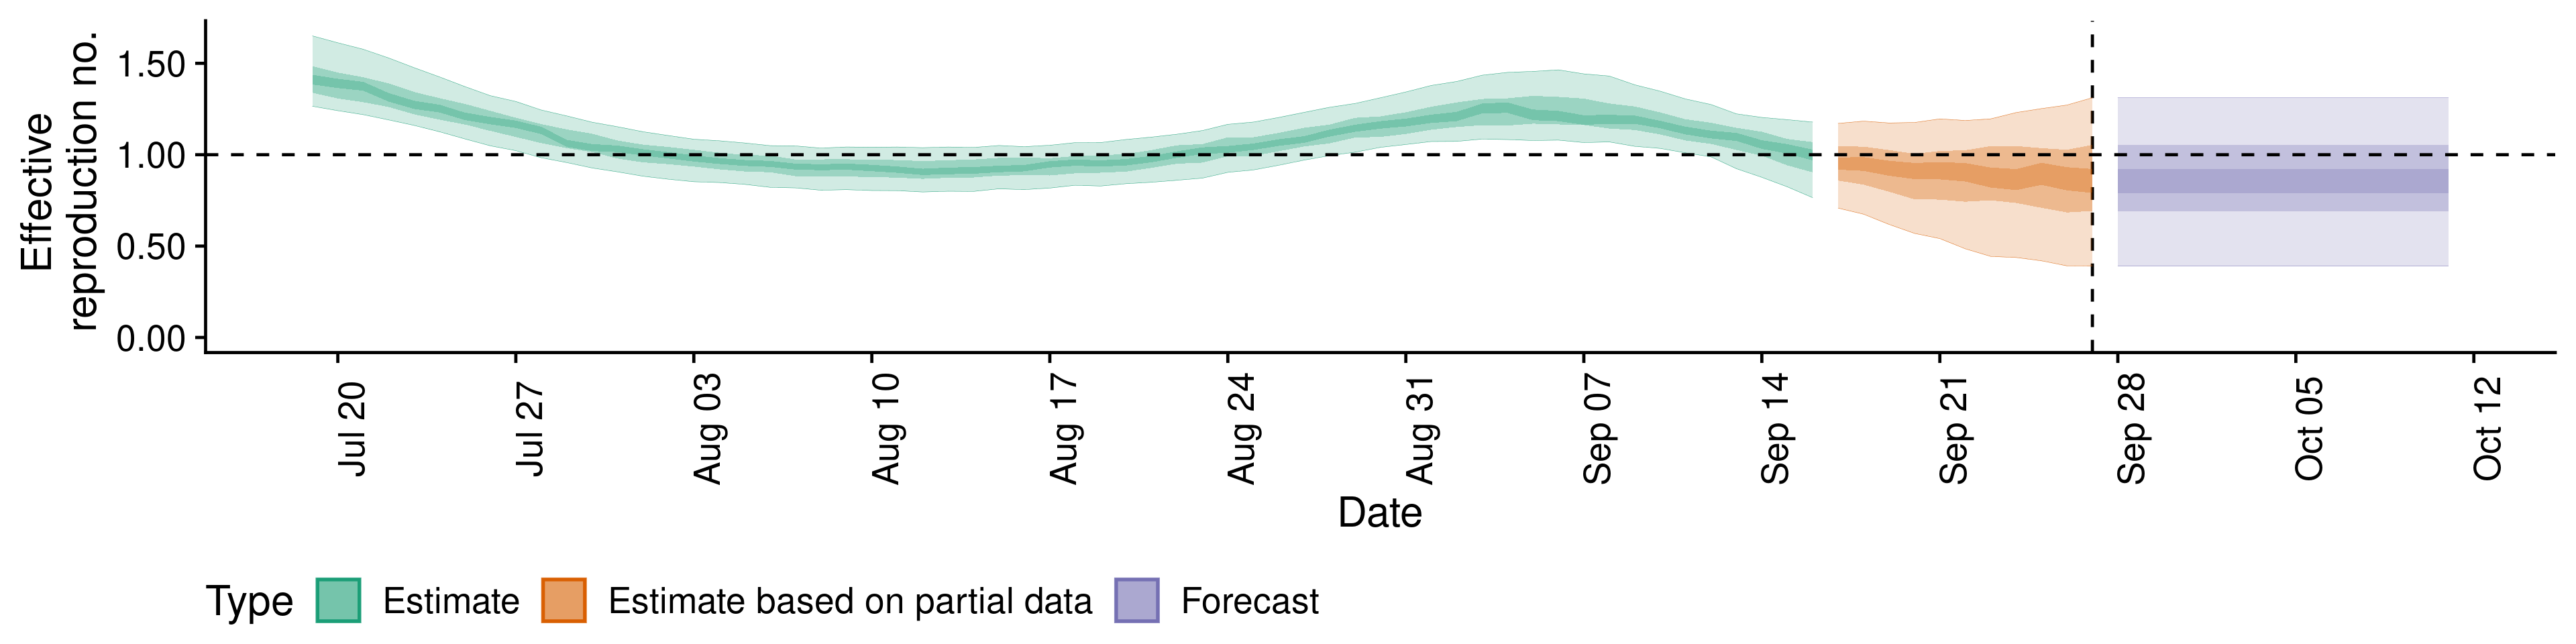 Effective
reproduction no.
1.50
1.00
0.50
0.00
Jul 20
Jul 27
Aug 03
Aug 10
Aug 17
Aug 24
Aug 31
Sep 07
Sep 14
Sep 21
Sep 28
Oct 05
Oct 12
Date
Type Estimate Estimate based on partial data Forecast